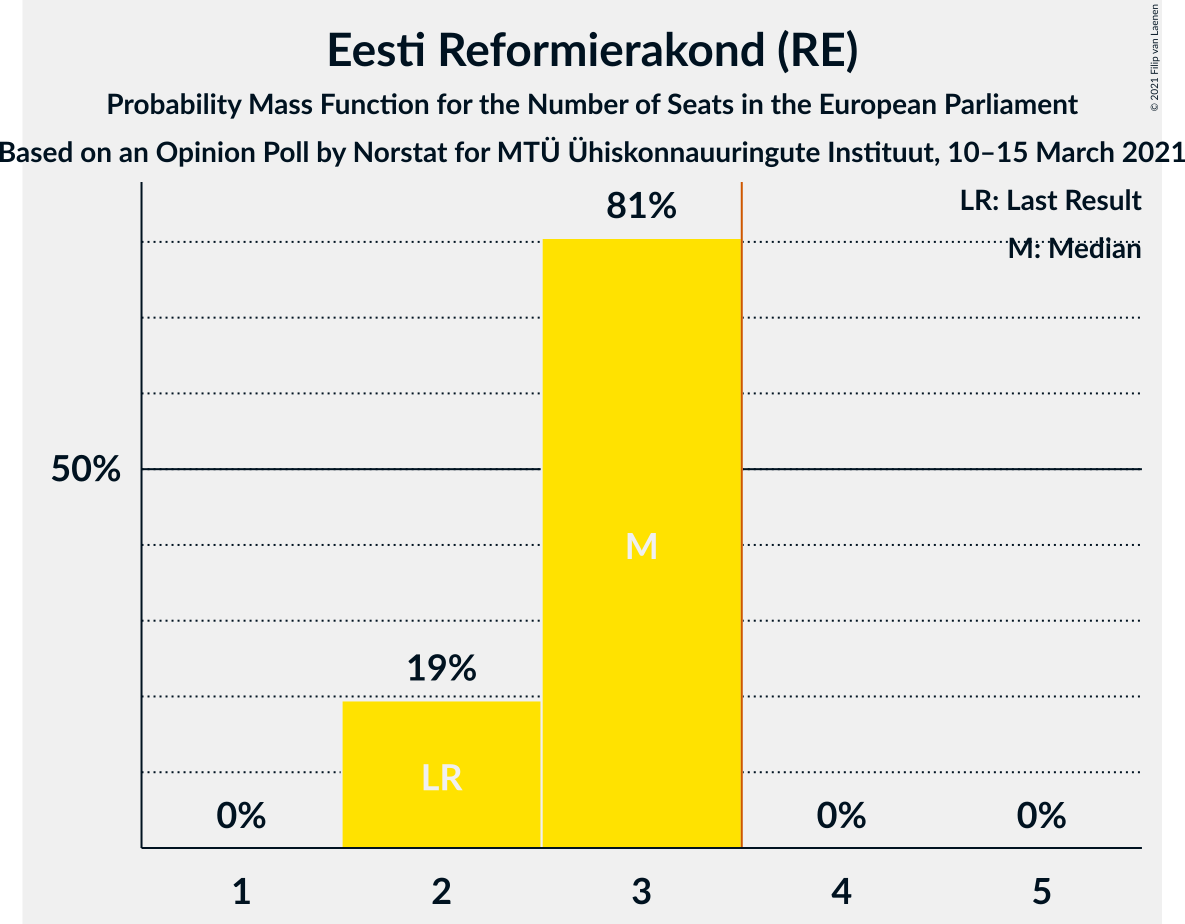 Eesti Reformierakond (RE)
Probability Mass Function for the Number of Seats in the European Parliament
Based on an Opinion Poll by Norstat for MTÜ Ühiskonnauuringute Instituut, 10–15 March 2021
© 2021 Filip van Laenen
LR: Last Result
M: Median
81%
50%
M
19%
LR
0%
0%
0%
1
2
3
4
5